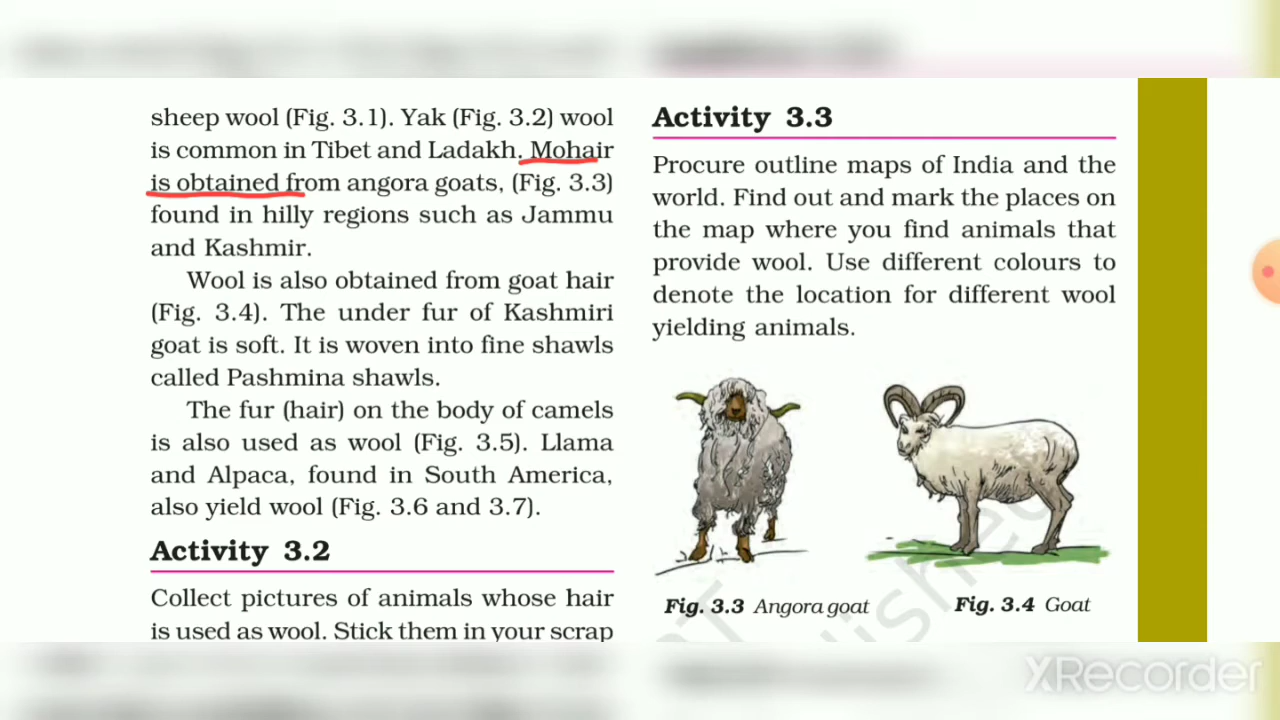 sheep wool (Fig. 3.1). Yak (Fig. 3.2) wool
is common in Tibet and Ladakh. Mohair
is obtained from angora goats, (Fig. 3.3)
found in hilly regions such as Jammu
and Kashmir.
Wool is also obtained from goat hair
(Fig. 3.4). The under fur of Kashmiri
goat is soft. It is woven into fine shawls
called Pashmina shawls.
The fur (hair) on the body of camels
is also used as wool (Fig. 3.5). Llama
and Alpaca, found in South America,
also yield wool (Fig. 3.6 and 3.7).
Activity 3.2
Collect pictures of animals whose hair
is used as wool. Stick them in your scrap
Activity 3.3
Procure outline maps of India and the
world. Find out and mark the places on
the map where you find animals that
provide wool. Use different colours to
denote the location for different wool
yielding animals.
Fig. 3.3 Angora goat
Fig. 3.4 Goat
XRecorder